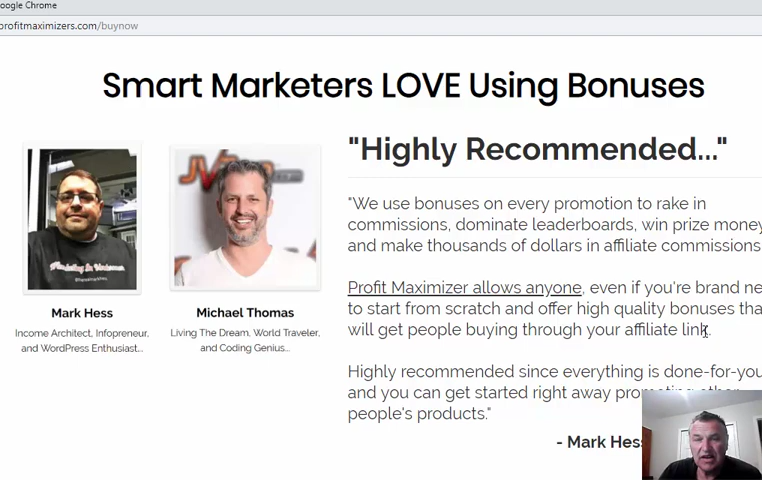 oogle Chrome
profitmaximizers.com/buynow
Smart Marketers LOVE Using Bonuses
"Highly Recommended..."
"We use bonuses on every promotion to rake in
commissions, dominate leaderboards, win prize money
and make thousands of dollars in affiliate commissions
Profit Maximizer allows anyone, even if you're brand ne
to start from scratch and offer high quality bonuses tha
will get people buying through your affiliate link.
Highly recommended since everything is done-for-you
and you can get started right away promoting other
people's products."
- Mark Hess
Mark Hess
Income Architect, Infopreneur,
and WordPress Enthusiast...
Michael Thomas
Living The Dream, World Traveler,
and Coding Genius...